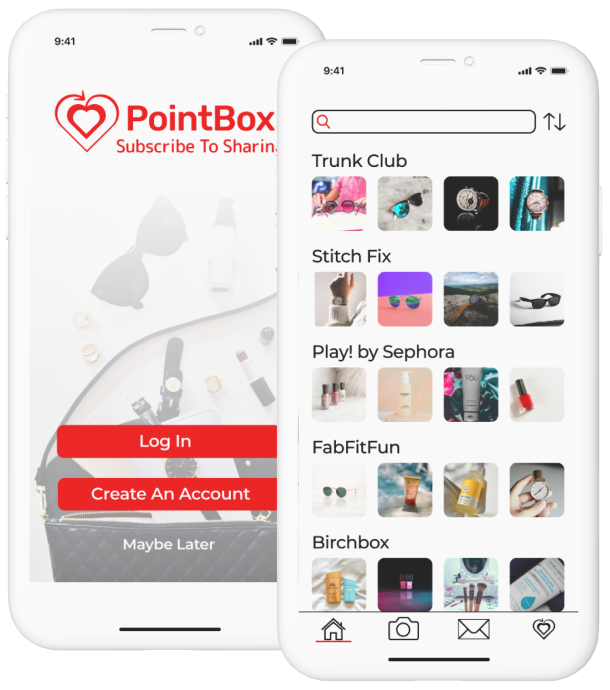 9:41
PointBox
Subscribe To Sharin
Log In
Create An Account
Maybe Later
9:41
Trunk Club
Stitch Fix
Play! by Sephora
FabFitFun
Birchbox